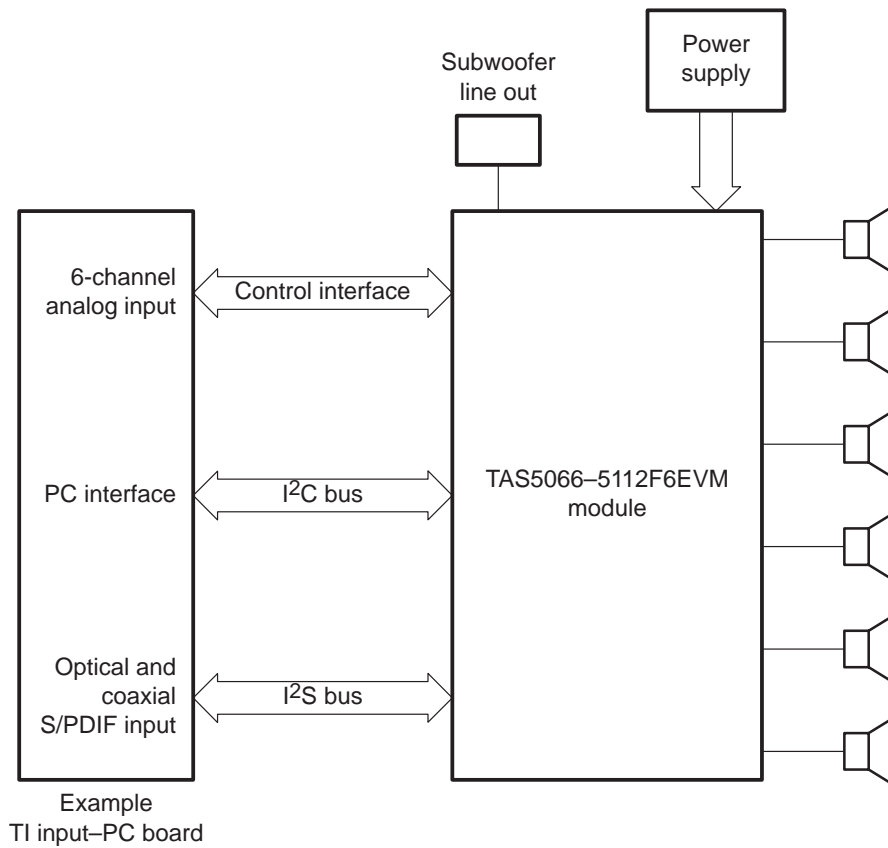 Power
supply
Subwoofer
line out
6-channel
analog input
Control interface
PC interface
I²C bus
TAS5066–5112F6EVM
module
Optical and
coaxial
S/PDIF input
I²S bus
Example
TI input–PC board